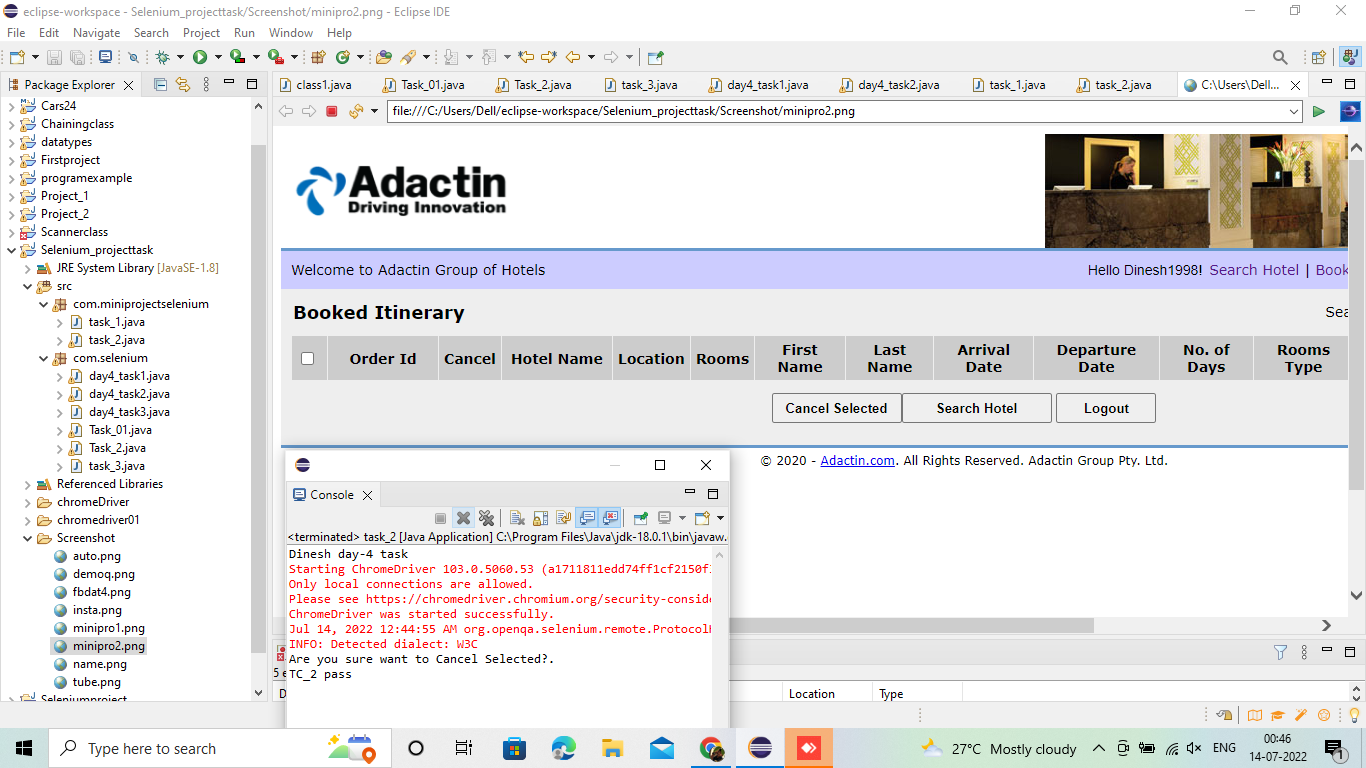 eclipse-workspace - Selenium_projecttask/Screenshot/minipro2.png - Eclipse IDE
File Edit Navigate Search Project Run Window Help
Package Explorer
class1.java Task_01.java Task_2.java task_3.java day4_task1.java day4_task2.java task_1.java task_2.java C:\Users\Dell...
file:///C:/Users/Dell/eclipse-workspace/Selenium_projecttask/Screenshot/minipro2.png
Cars24
Chainingclass
datatypes
Firstproject
programexample
Project_1
Project_2
Scannerclass
Selenium_projecttask
JRE System Library [JavaSE-1.8]
src
com.miniprojectselenium
task_1.java
task_2.java
com.selenium
day4_task1.java
day4_task2.java
day4_task3.java
Task_01.java
Task_2.java
task_3.java
Referenced Libraries
chromeDriver
chromedriver01
Screenshot
auto.png
demoq.png
fbdat4.png
insta.png
minipro1.png
minipro2.png
name.png
tube.png
Seleniumproject
Adactin
Driving Innovation
Welcome to Adactin Group of Hotels
Hello Dinesh1998! Search Hotel | Book
Booked Itinerary
Sea
Order Id Cancel Hotel Name Location Rooms First Name Last Name Arrival Date Departure Date No. of Days Rooms Type
Cancel Selected Search Hotel Logout
© 2020 - Adactin.com. All Rights Reserved. Adactin Group Pty. Ltd.
Console
<terminated> task_2 [Java Application] C:\Program Files\Java\jdk-18.0.1\bin\javaw.
Dinesh day-4 task
Starting ChromeDriver 103.0.5060.53 (a1711811edd74ff1cf2150f
Only local connections are allowed.
Please see https://chromedriver.chromium.org/security-conside
ChromeDriver was started successfully.
Jul 14, 2022 12:44:55 AM org.openqa.selenium.remote.Protocol
INFO: Detected dialect: W3C
Are you sure want to Cancel Selected?.
TC_2 pass
5 e
D
Location Type
Type here to search
27°C Mostly cloudy
ENG
00:46
14-07-2022
1